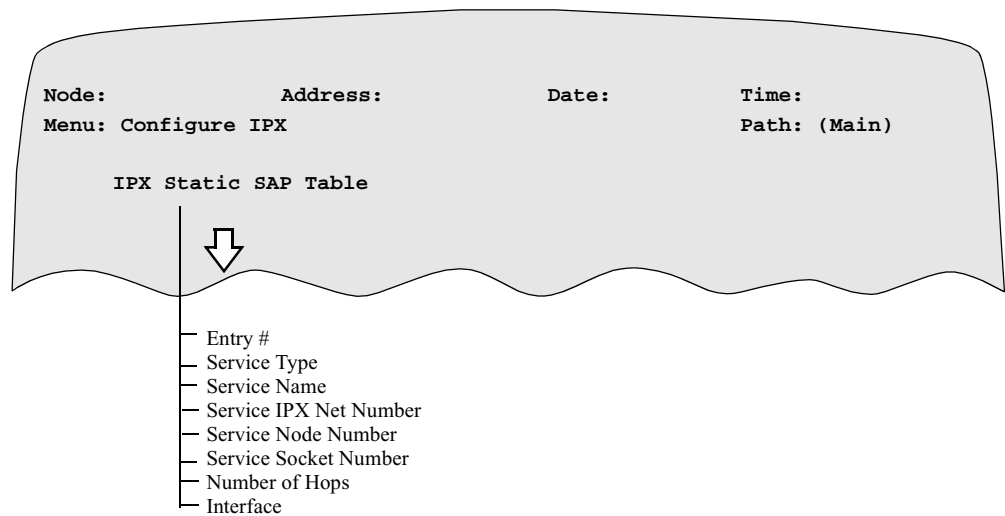 Node: Address: Date: Time:
Menu: Configure IPX Path: (Main)
IPX Static SAP Table
Entry #
Service Type
Service Name
Service IPX Net Number
Service Node Number
Service Socket Number
Number of Hops
Interface